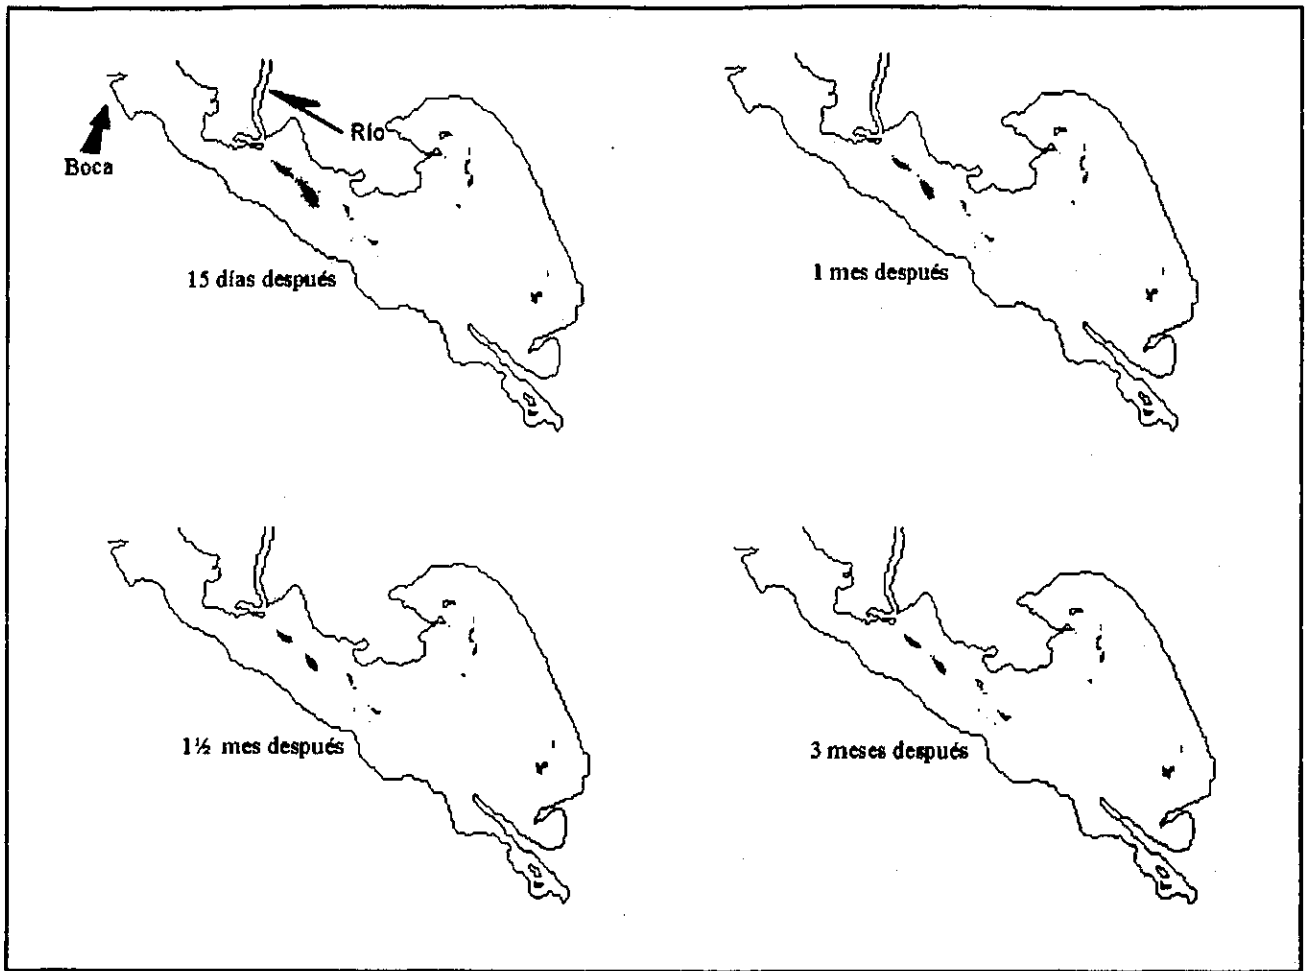 Río
Boca
15 días después
1 mes después
1½ mes después
3 meses después